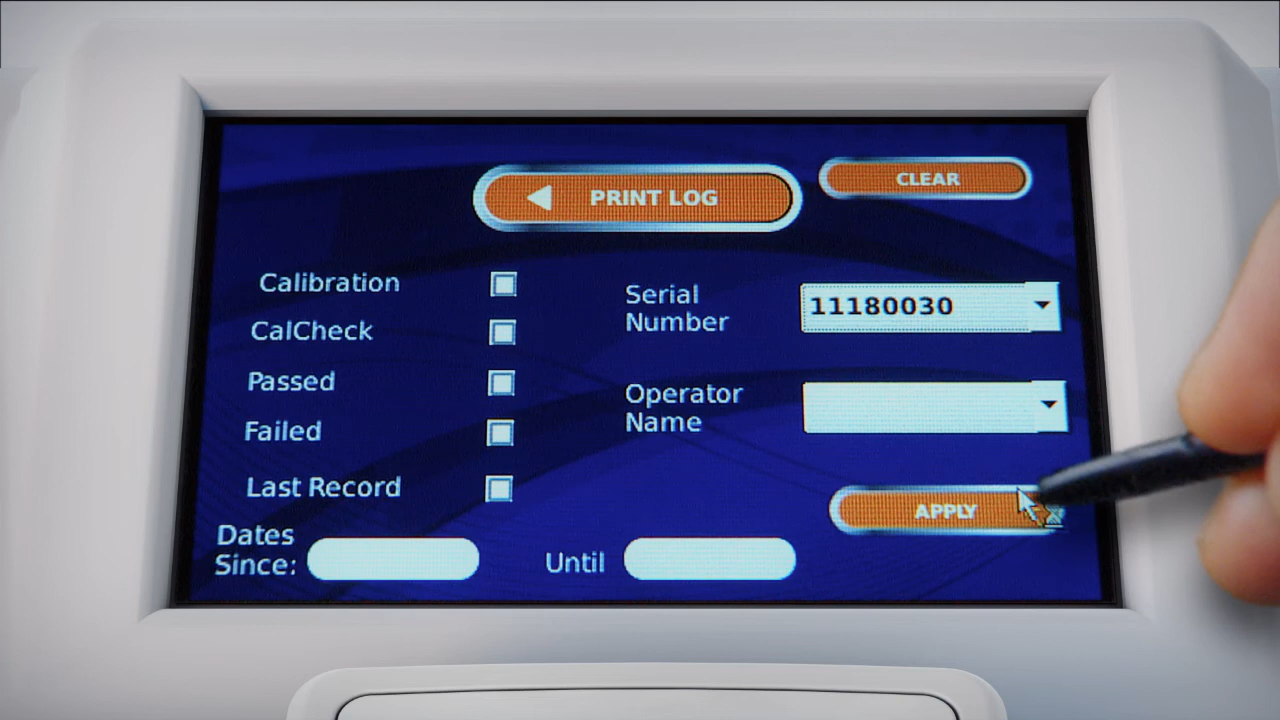 PRINT LOG
CLEAR
Calibration
CalCheck
Passed
Failed
Last Record
Dates
Since:
Until
Serial
Number
11180030
Operator
Name
APPLY